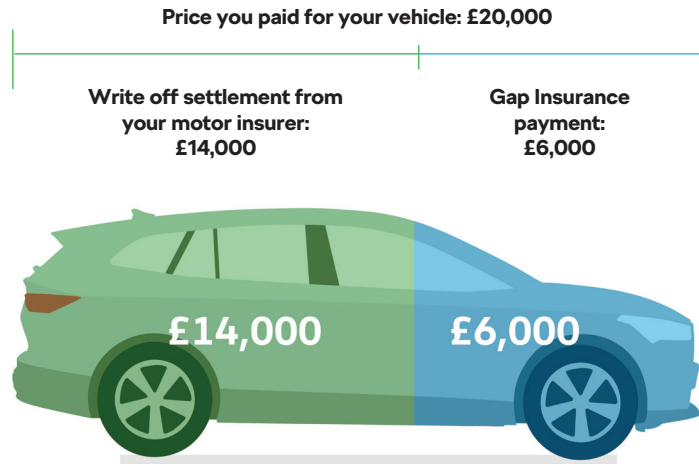 Price you paid for your vehicle: £20,000
Write off settlement from
your motor insurer:
£14,000
Gap Insurance
payment:
£6,000
£14,000
£6,000